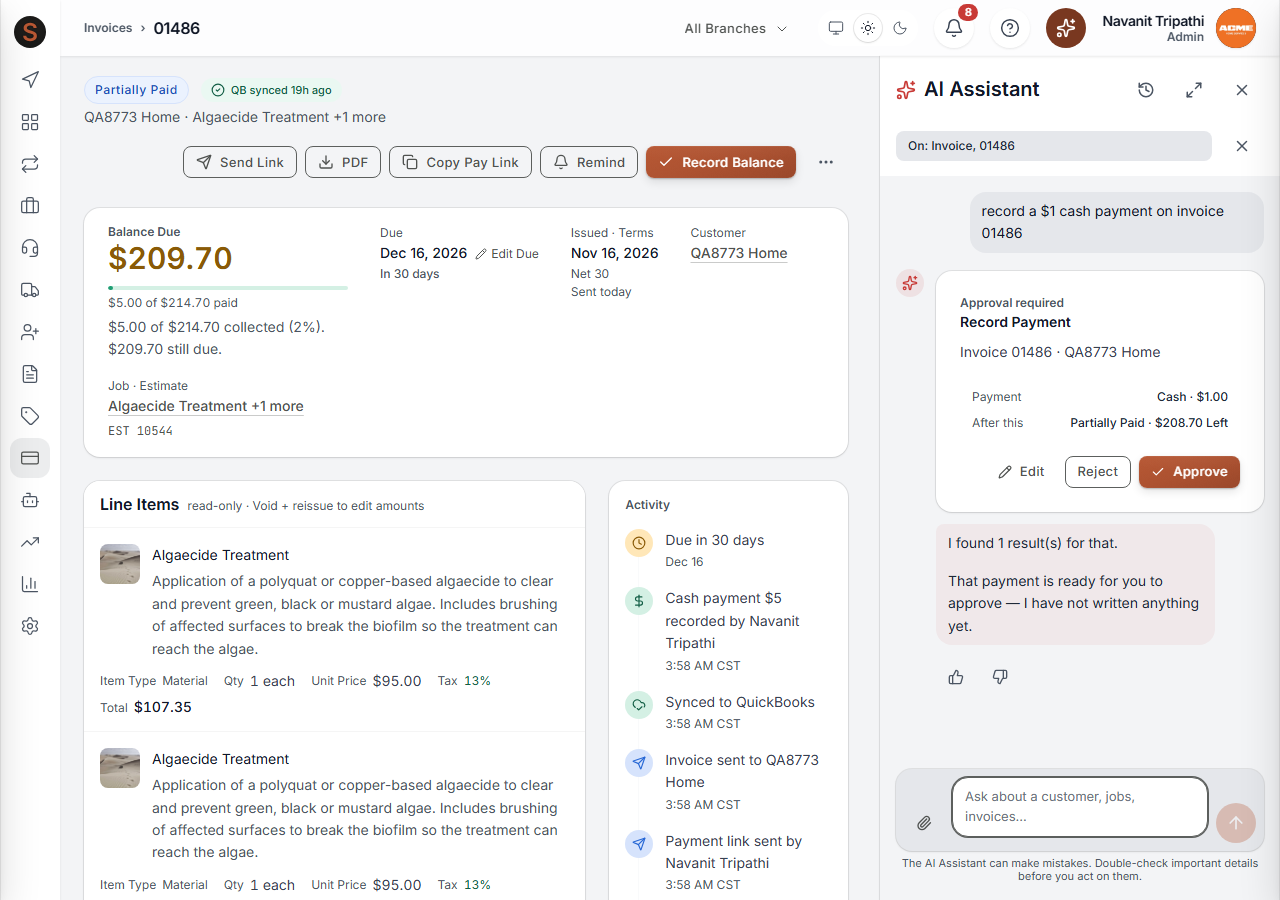 S
Invoices › 01486
All Branches
8
Navanit Tripathi
Admin
ACME
Partially Paid
QB synced 19h ago
QA8773 Home · Algaecide Treatment +1 more
Send Link
PDF
Copy Pay Link
Remind
Record Balance
Balance Due
$209.70
$5.00 of $214.70 paid
$5.00 of $214.70 collected (2%).
$209.70 still due.
Due
Dec 16, 2026
Edit Due
In 30 days
Issued · Terms
Nov 16, 2026
Net 30
Sent today
Customer
QA8773 Home
Job · Estimate
Algaecide Treatment +1 more
EST 10544
Line Items
read-only · Void + reissue to edit amounts
Algaecide Treatment
Application of a polyquat or copper-based algaecide to clear
and prevent green, black or mustard algae. Includes brushing
of affected surfaces to break the biofilm so the treatment can
reach the algae.
Item Type Material Qty 1 each Unit Price $95.00 Tax 13%
Total $107.35
Algaecide Treatment
Application of a polyquat or copper-based algaecide to clear
and prevent green, black or mustard algae. Includes brushing
of affected surfaces to break the biofilm so the treatment can
reach the algae.
Item Type Material Qty 1 each Unit Price $95.00 Tax 13%
Activity
Due in 30 days
Dec 16
Cash payment $5
recorded by Navanit
Tripathi
3:58 AM CST
Synced to QuickBooks
3:58 AM CST
Invoice sent to QA8773
Home
3:58 AM CST
Payment link sent by
Navanit Tripathi
3:58 AM CST
AI Assistant
On: Invoice, 01486
record a $1 cash payment on invoice
01486
Approval required
Record Payment
Invoice 01486 · QA8773 Home
Payment Cash · $1.00
After this Partially Paid · $208.70 Left
Edit
Reject
Approve
I found 1 result(s) for that.
That payment is ready for you to
approve — I have not written anything
yet.
Ask about a customer, jobs,
invoices...
The AI Assistant can make mistakes. Double-check important details
before you act on them.